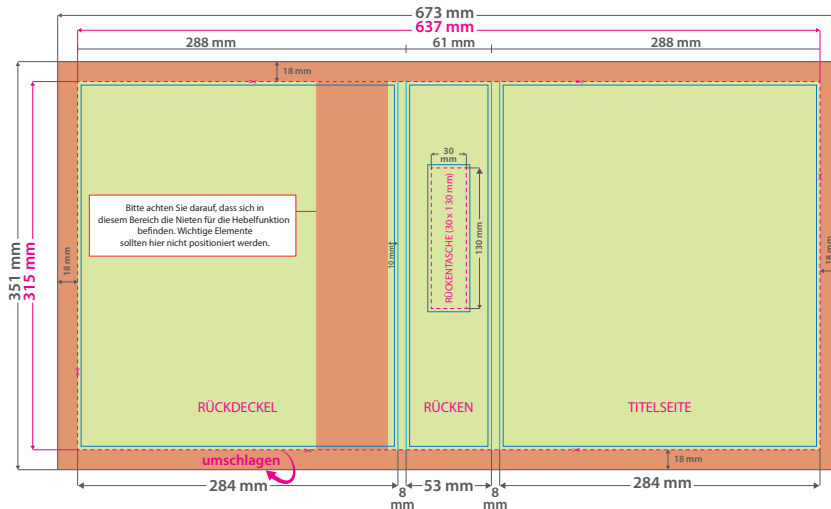 673 mm
637 mm
288 mm
61 mm
288 mm
18 mm
30
mm
Bitte achten Sie darauf, dass sich in
diesem Bereich die Nieten für die Hebelfunktion
befinden. Wichtige Elemente
sollten hier nicht positioniert werden.
RÜCKENTASCHE (30 x 130 mm)
130 mm
10 mm
351 mm
315 mm
18 mm
18 mm
RÜCKDECKEL
RÜCKEN
TITELSEITE
umschlagen
18 mm
284 mm
8
mm
53 mm
8
mm
284 mm